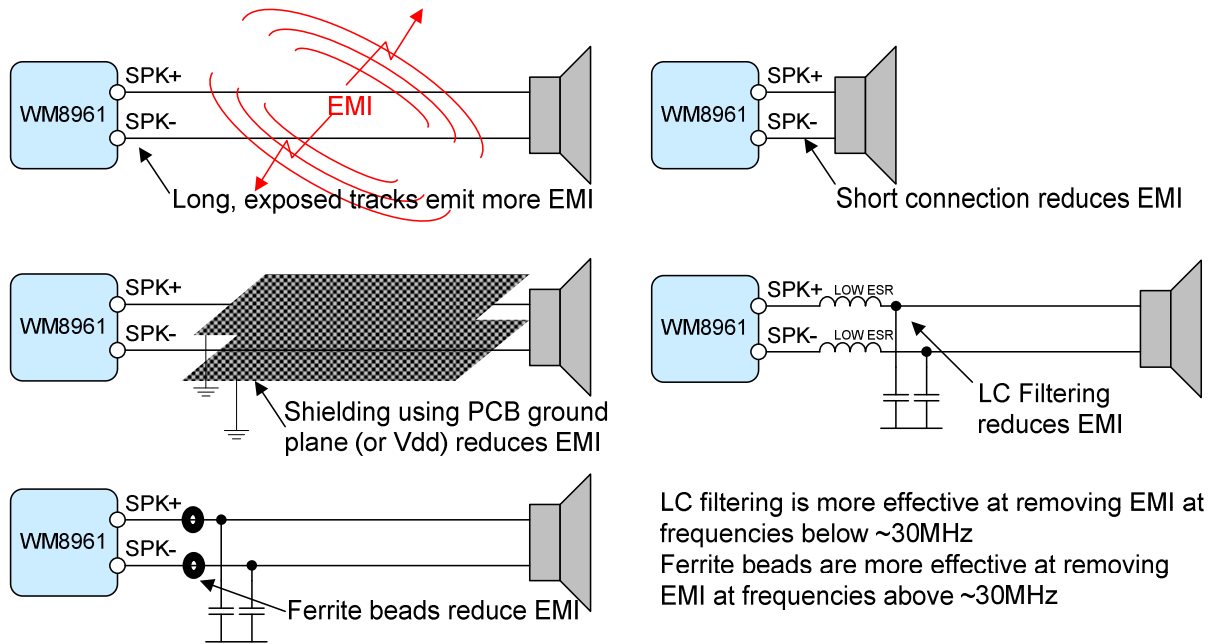 WM8961
SPK+
SPK-
EMI
Long, exposed tracks emit more EMI
WM8961
SPK+
SPK-
Short connection reduces EMI
WM8961
SPK+
SPK-
Shielding using PCB ground
plane (or Vdd) reduces EMI
WM8961
SPK+
LOW ESR
SPK-
LOW ESR
LC Filtering
reduces EMI
WM8961
SPK+
SPK-
Ferrite beads reduce EMI
LC filtering is more effective at removing EMI at
frequencies below ~30MHz
Ferrite beads are more effective at removing
EMI at frequencies above ~30MHz